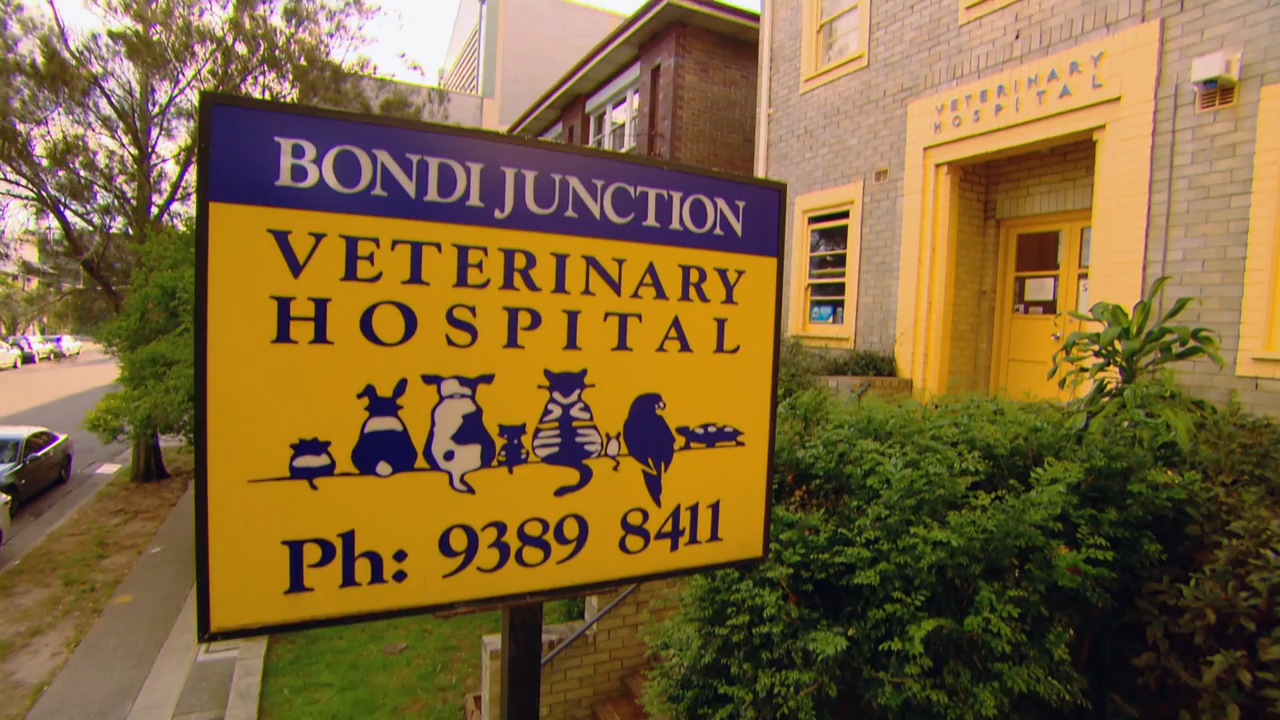 BONDI JUNCTION
VETERINARY
HOSPITAL
Ph: 9389 8411
VETERINARY
HOSPITAL